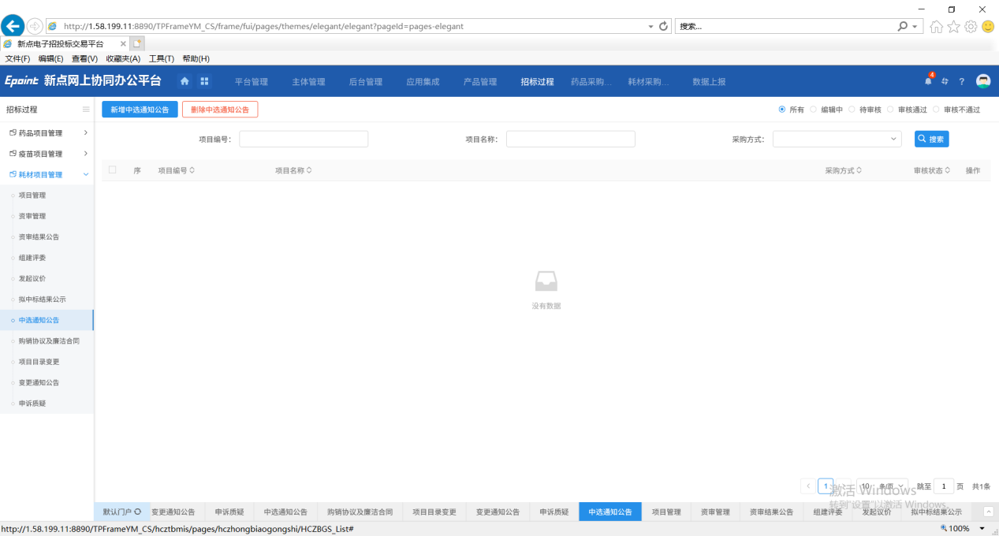 http://1.58.199.11:8890/TPFrameYM_CS/frame/fui/pages/themes/elegant/elegant?pageId=pages-elegant
搜索...
新点电子招投标交易平台
文件(F) 编辑(E) 查看(V) 收藏夹(A) 工具(T) 帮助(H)
Epoint 新点网上协同办公平台 平台管理 主体管理 后台管理 应用集成 产品管理 招标过程 药品采购... 耗材采购... 数据上报 4 ?
招标过程 新增中选通知公告 删除中选通知公告 所有 编辑中 待审核 审核通过 审核不通过
药品项目管理
疫苗项目管理
耗材项目管理
项目管理
资审管理
资审结果公告
组建评委
发起议价
拟中标结果公示
中选通知公告
购销协议及廉洁合同
项目目录变更
变更通知公告
申诉质疑
项目编号： 项目名称： 采购方式： 搜索
序 项目编号 项目名称 采购方式 审核状态 操作
没有数据
1 10 条/页 跳至 1 页 共1条
激活 Windows
转到"设置"以激活 Windows。
默认门户 变更通知公告 申诉质疑 中选通知公告 购销协议及廉洁合同 项目目录变更 变更通知公告 申诉质疑 中选通知公告 项目管理 资审管理 资审结果公告 组建评委 发起议价 拟中标结果公示
http://1.58.199.11:8890/TPFrameYM_CS/hcztbmis/pages/hczhongbiaogongshi/HCZBGS_List#
100%